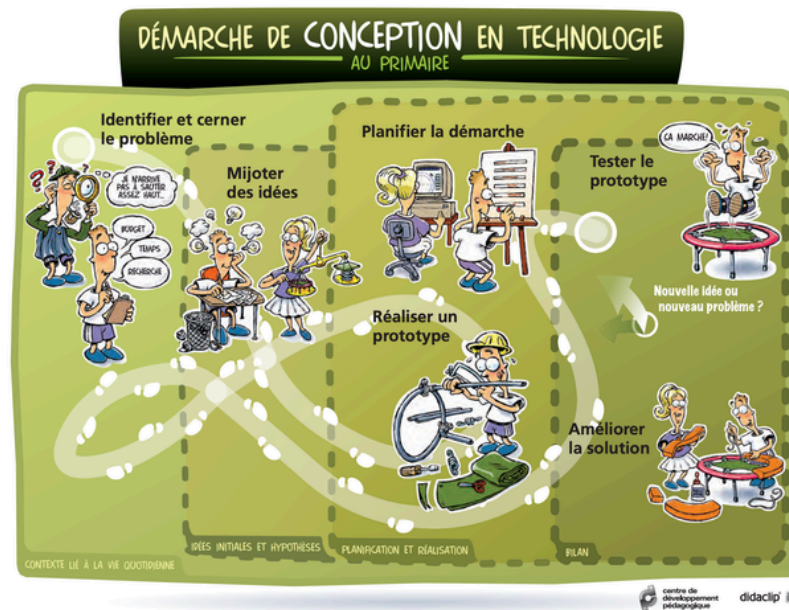 DÉMARCHE DE CONCEPTION EN TECHNOLOGIE
AU PRIMAIRE
Identifier et cerner
le problème
JE N'ARRIVE
PAS À SAUTER
ASSEZ HAUT...
BUDGET
TEMPS
RECHERCHE
Mijoter
des idées
Planifier la démarche
Réaliser un
prototype
Tester le
prototype
ÇA MARCHE!
Nouvelle idée ou
nouveau problème ?
Améliorer
la solution
CONTEXTE LIÉ À LA VIE QUOTIDIENNE
IDÉES INITIALES ET HYPOTHÈSES
PLANIFICATION ET RÉALISATION
BILAN
centre de
développement
pédagogique
didaclip